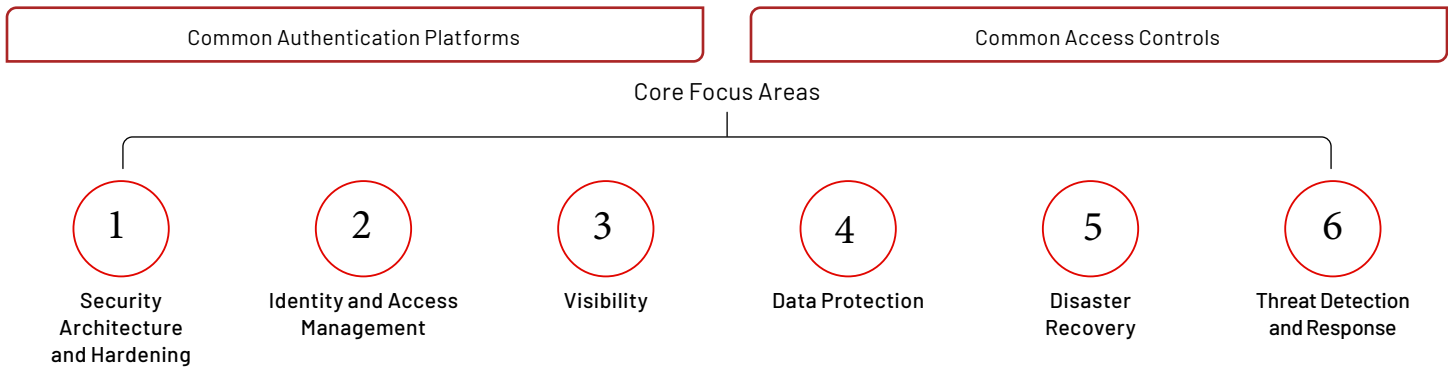 Common Authentication Platforms
Common Access Controls
Core Focus Areas
1
Security
Architecture
and Hardening
2
Identity and Access
Management
3
Visibility
4
Data Protection
5
Disaster
Recovery
6
Threat Detection
and Response